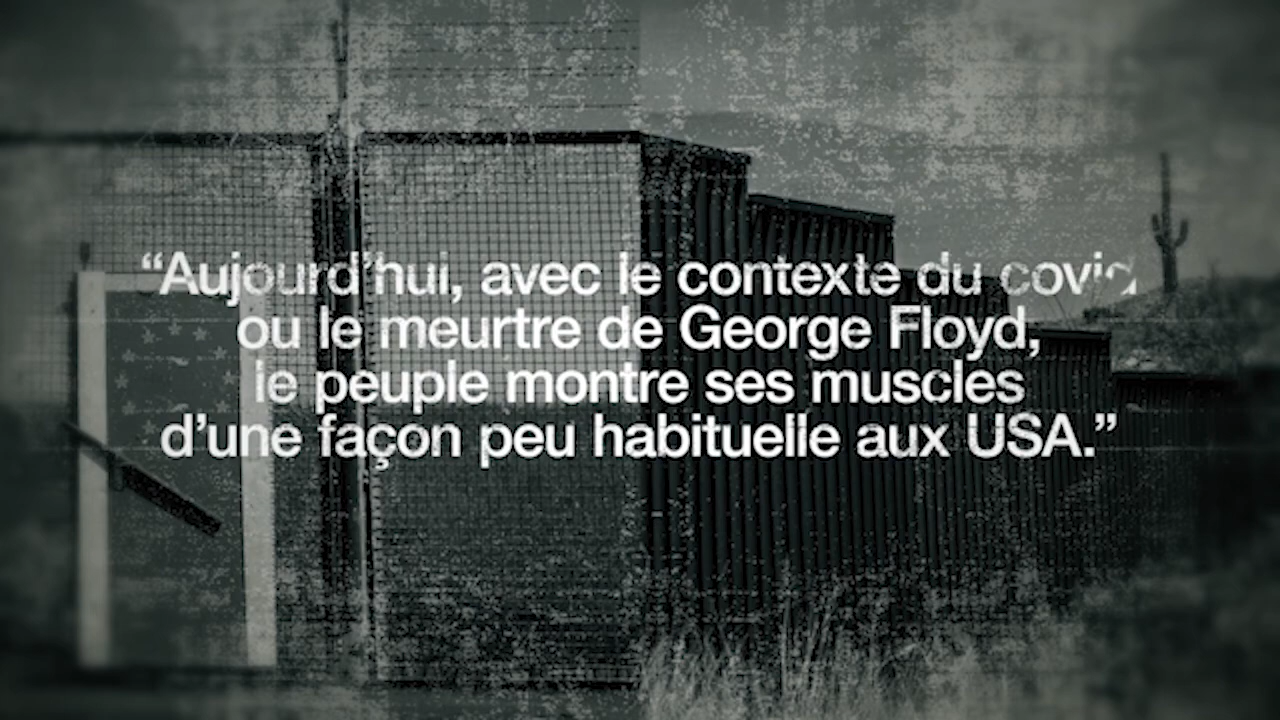 “Aujourd’hui, avec le contexte du covid
ou le meurtre de George Floyd,
le peuple montre ses muscles
d’une façon peu habituelle aux USA.”